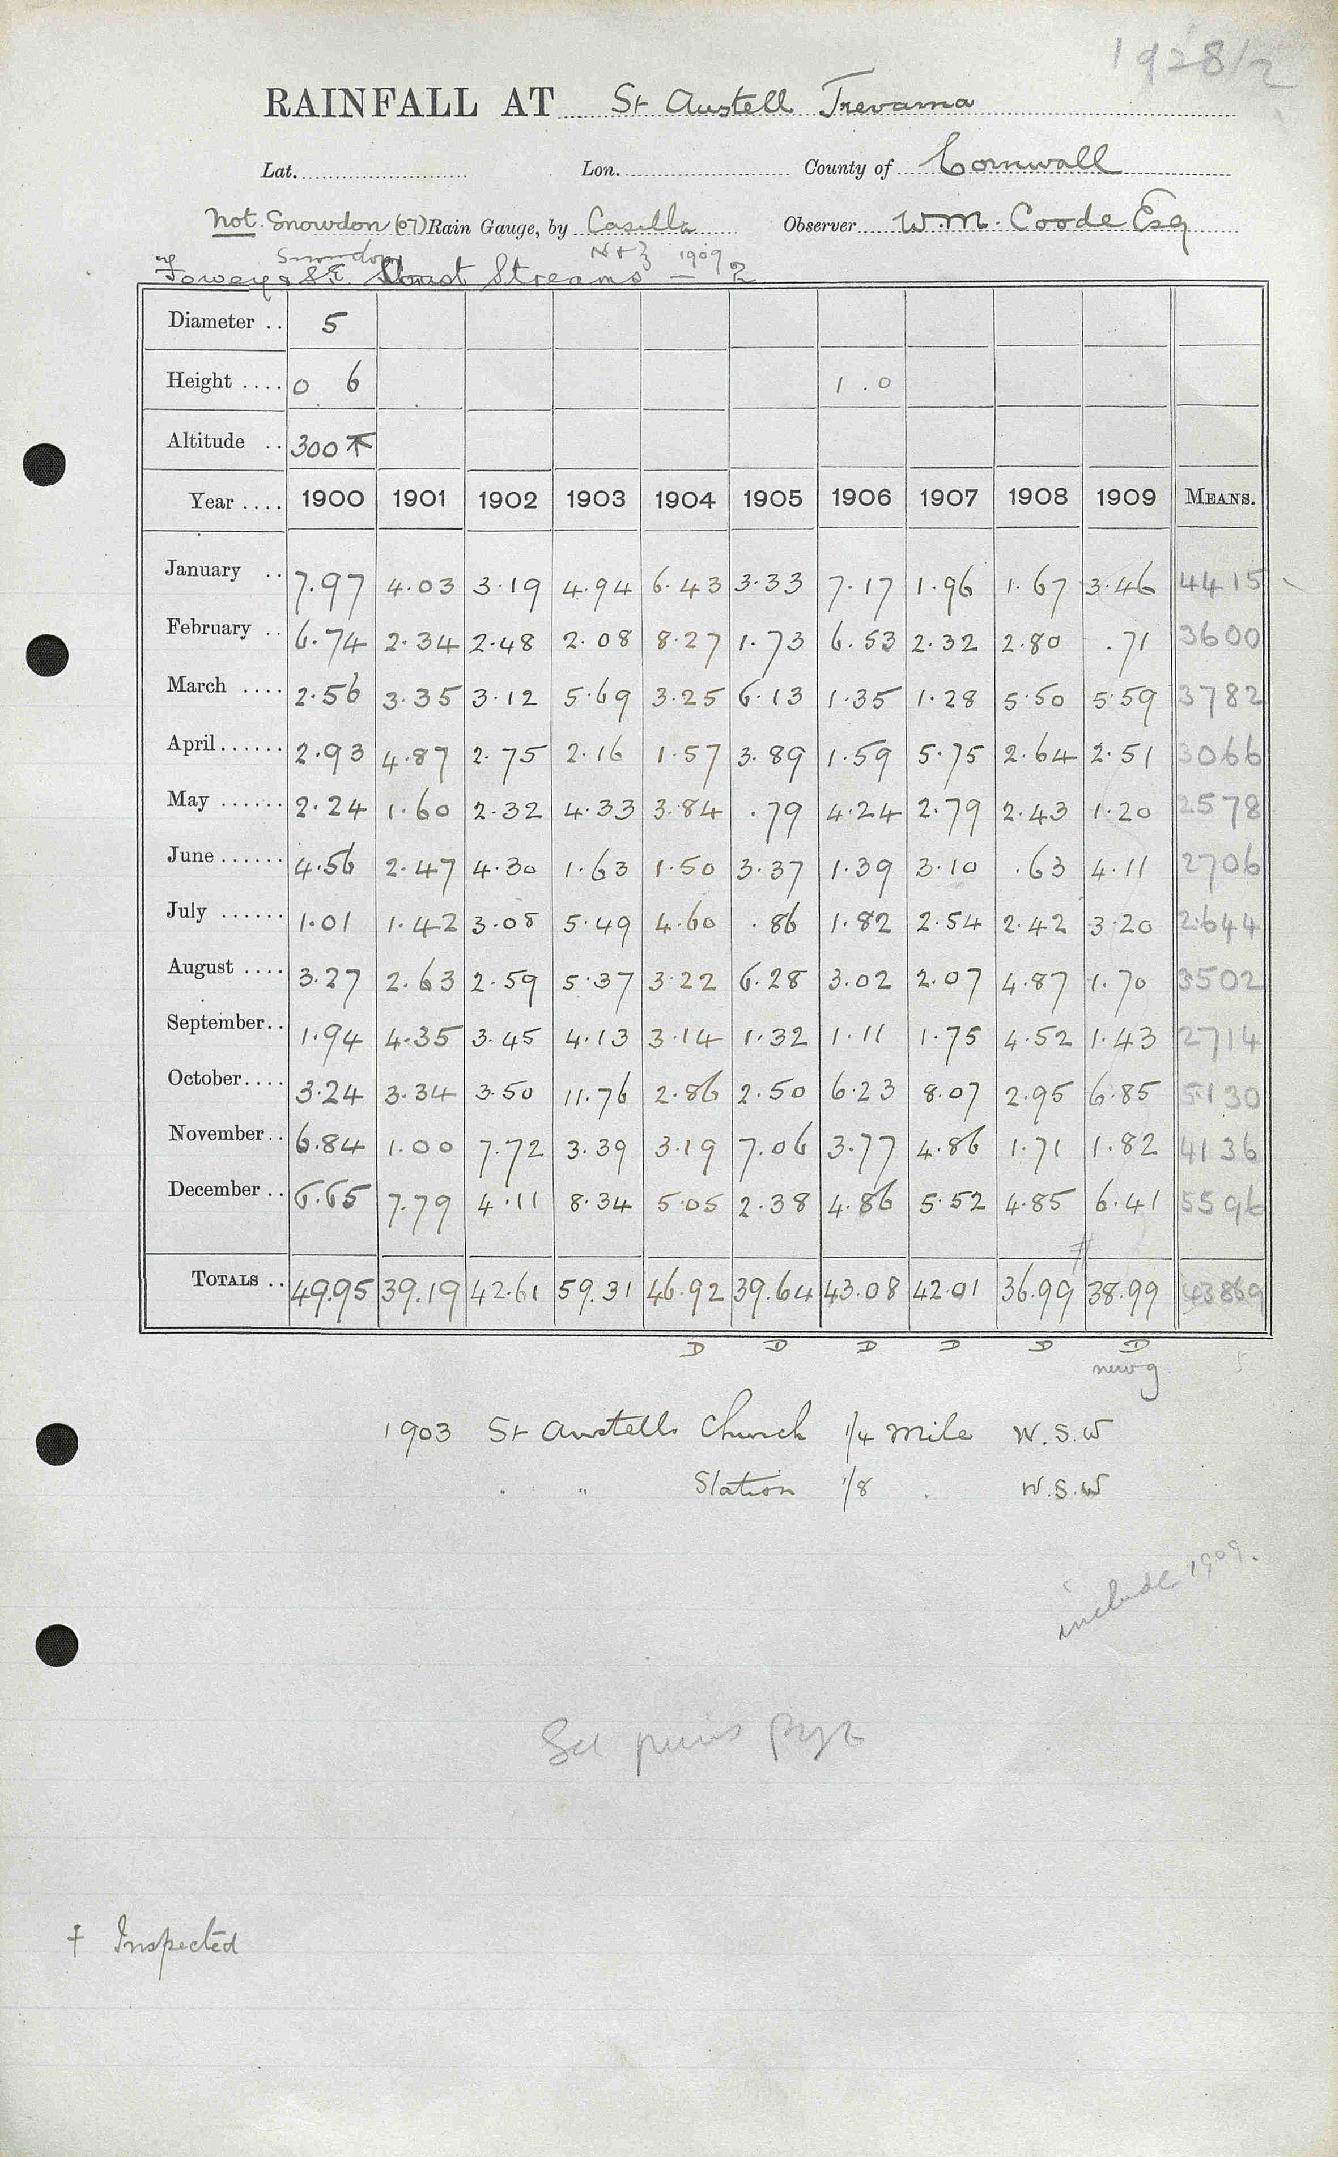 1928/2
RAINFALL AT St Austell Trevarna
Lat. Lon. County of Cornwall
Not Snowdon (07) Rain Gauge, by Casella Observer W.M. Coode Esq
Snowdon N & Z 1909
Fowey & St. Streams — 2
Diameter .. 5
Height .... 0 6 1.0
Altitude .. 300
Year .... 1900 1901 1902 1903 1904 1905 1906 1907 1908 1909 MEANS.
January .. 7.97 4.03 3.19 4.94 6.43 3.33 7.17 1.96 1.67 3.46 4415
February .. 6.74 2.34 2.48 2.08 8.27 1.73 6.53 2.32 2.80 .71 3600
March .... 2.56 3.35 3.12 5.69 3.25 6.13 1.35 1.28 5.50 5.59 3782
April ...... 2.93 4.87 2.75 2.16 1.57 3.89 1.59 5.75 2.64 2.51 3066
May ...... 2.24 1.60 2.32 4.33 3.84 .79 4.24 2.79 2.43 1.20 2578
June ...... 4.56 2.47 4.30 1.63 1.50 3.37 1.39 3.10 .63 4.11 2706
July ...... 1.01 1.42 3.08 5.49 4.60 .86 1.82 2.54 2.42 3.20 2.644
August .... 3.27 2.63 2.59 5.37 3.22 6.28 3.02 2.07 4.87 1.70 3502
September.. 1.94 4.35 3.45 4.13 3.14 1.32 1.11 1.75 4.52 1.43 2714
October.... 3.24 3.34 3.50 11.76 2.86 2.50 6.23 8.07 2.95 6.85 5.130
November.. 6.84 1.00 7.72 3.39 3.19 7.06 3.77 4.86 1.71 1.82 4136
December .. 6.65 7.79 4.11 8.34 5.05 2.38 4.86 5.52 4.85 6.41 5596
TOTALS .. 49.95 39.19 42.61 59.31 46.92 39.64 43.08 42.01 36.99 38.99 43869
D D D D D D
new g 5
1903 St Austells Church 1/4 mile W.S.W
. " Station 1/8 . W.S.W
include 1909.
† Inspected